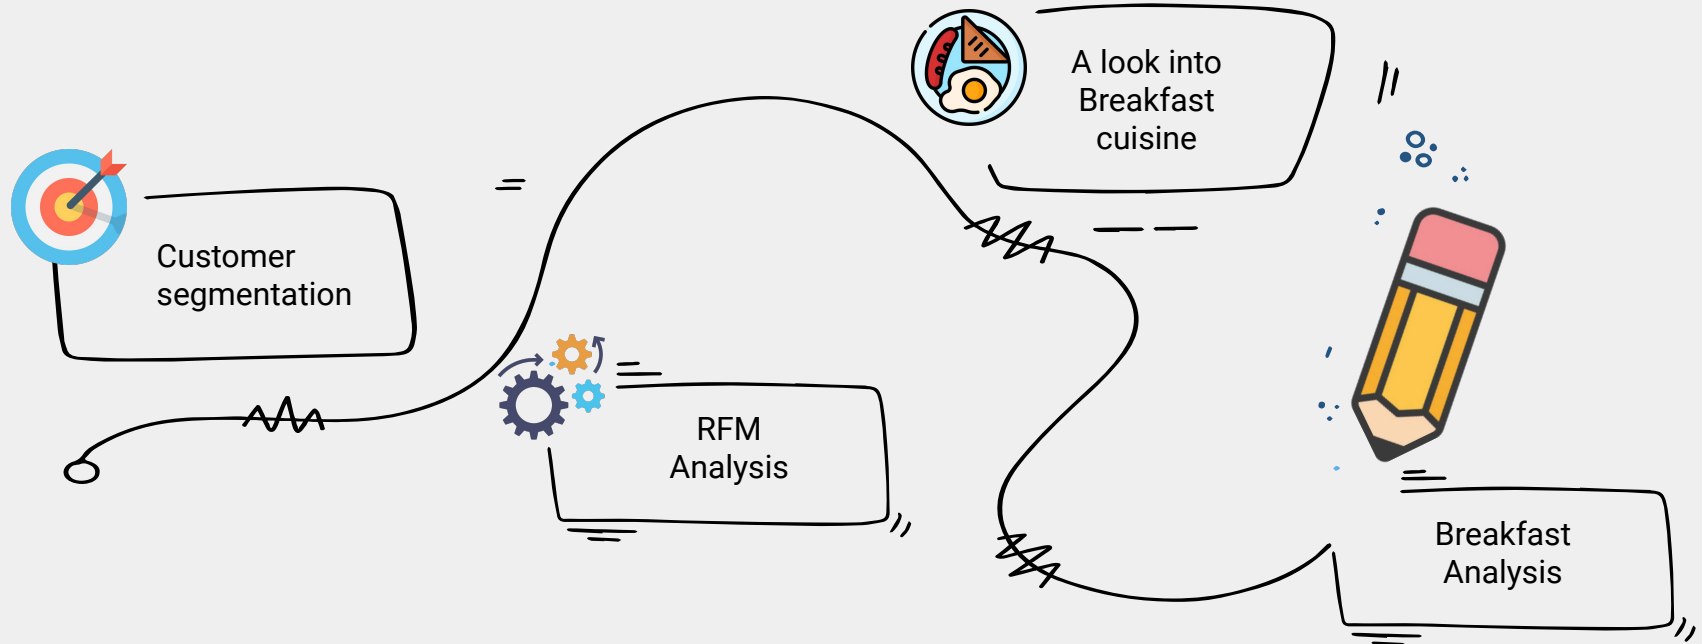 Customer
segmentation
RFM
Analysis
A look into
Breakfast
cuisine
Breakfast
Analysis